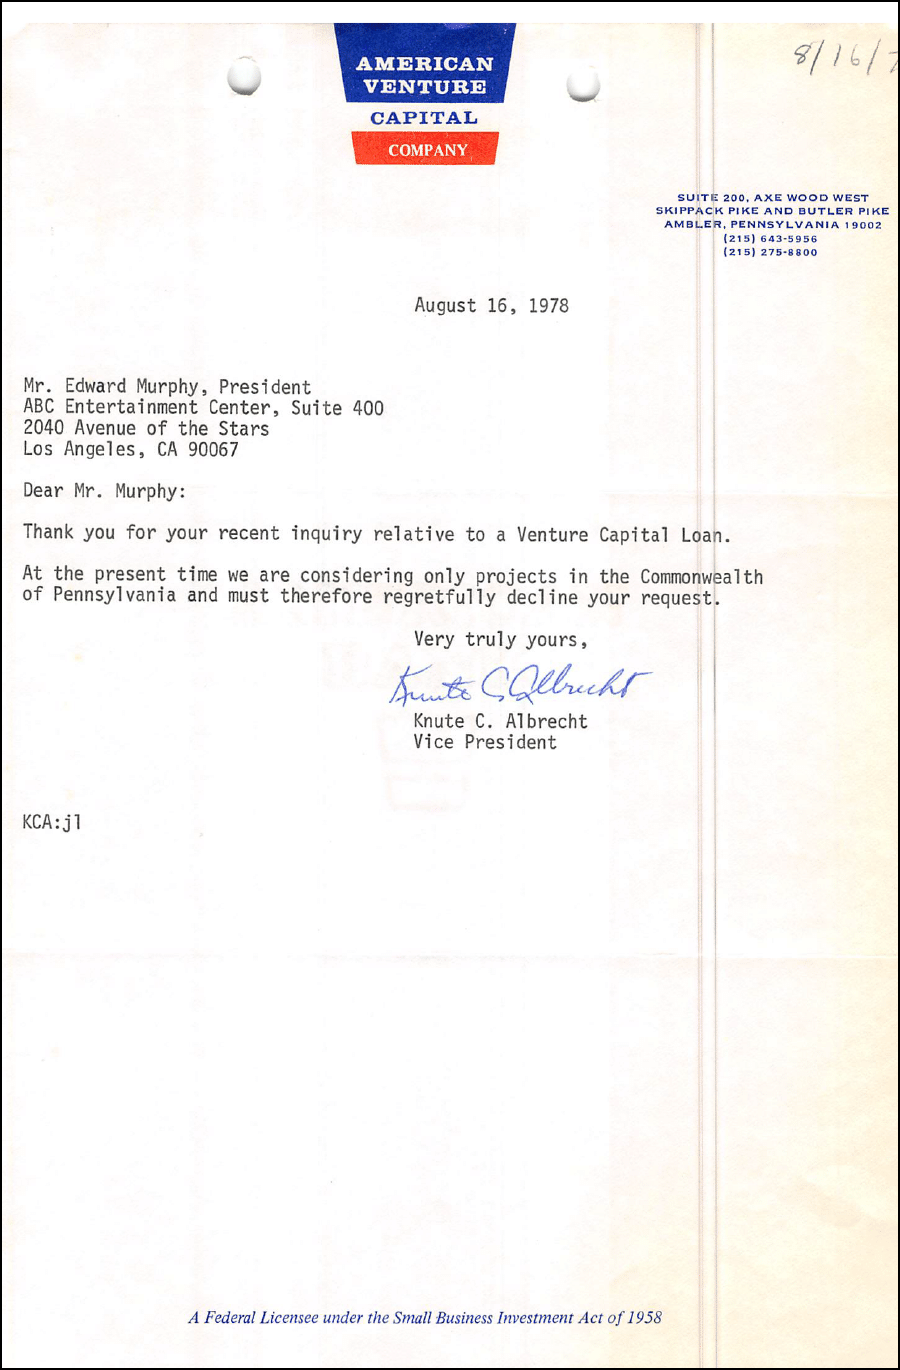 8/16/7
AMERICAN
VENTURE
CAPITAL
COMPANY
SUITE 200, AXE WOOD WEST
SKIPPACK PIKE AND BUTLER PIKE
AMBLER, PENNSYLVANIA 19002
(215) 643-5956
(215) 275-8800
August 16, 1978
Mr. Edward Murphy, President
ABC Entertainment Center, Suite 400
2040 Avenue of the Stars
Los Angeles, CA 90067
Dear Mr. Murphy:
Thank you for your recent inquiry relative to a Venture Capital Loan.
At the present time we are considering only projects in the Commonwealth
of Pennsylvania and must therefore regretfully decline your request.
Very truly yours,
Knute C Albrecht
Knute C. Albrecht
Vice President
KCA:jl
A Federal Licensee under the Small Business Investment Act of 1958